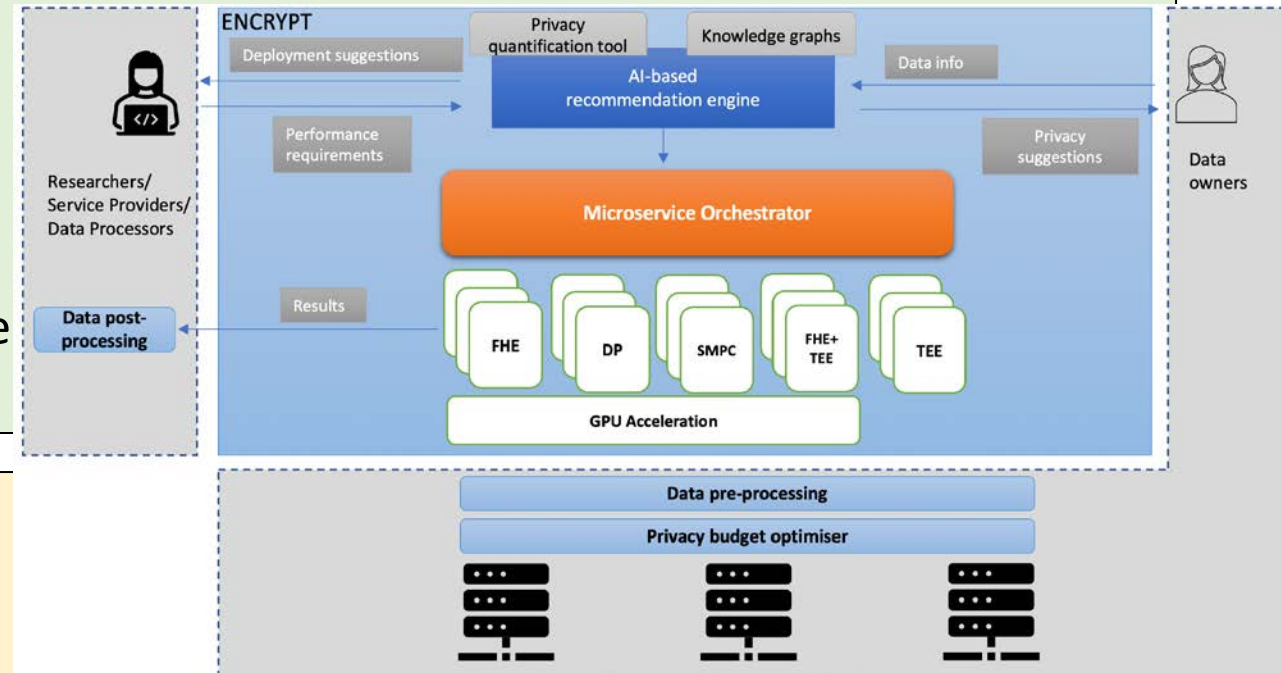 ENCRYPT
Privacy
quantification tool
Knowledge graphs
Deployment suggestions
AI-based
recommendation engine
Data info
Performance
requirements
Privacy
suggestions
Researchers/
Service Providers/
Data Processors
Data
owners
Microservice Orchestrator
Results
Data post-
processing
e
FHE
DP
SMPC
FHE+
TEE
TEE
GPU Acceleration
Data pre-processing
Privacy budget optimiser